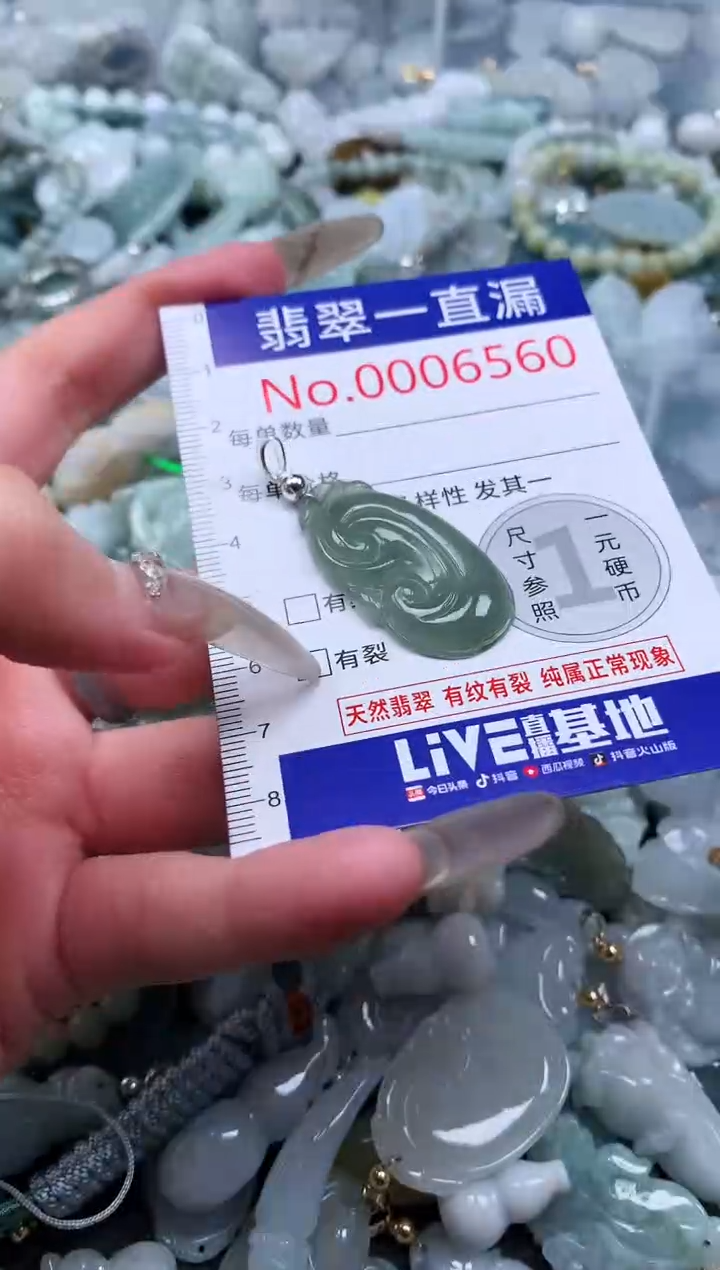 翡翠一直漏
No.0006560
每单数量
每单价格
样性 发其一
尺寸参照
1
一元硬币
有
有裂
天然翡翠 有纹有裂 纯属正常现象
LiVE直播基地
今日头条 抖音 西瓜视频 抖音火山版
0
1
2
3
4
6
7
8